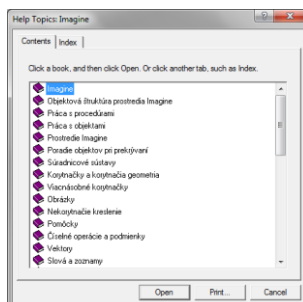 Help Topics: Imagine
Contents
Index
Click a book, and then click Open. Or click another tab, such as Index.
Imagine
Objektová štruktúra prostredia Imagine
Práca s procedúrami
Práca s objektami
Prostredie Imagine
Poradie objektov pri prekrývaní
Súradnicové sústavy
Korytnačky a korytnačia geometria
Viacnásobné korytnačky
Obrázky
Nekorytnačie kreslenie
Pomôcky
Číselné operácie a podmienky
Vektory
Slová a zoznamy
Open
Print...
Cancel